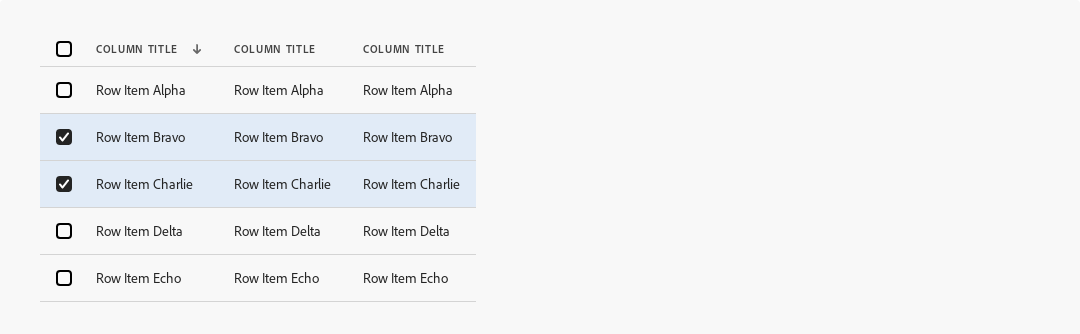 COLUMN TITLE COLUMN TITLE COLUMN TITLE
Row Item Alpha Row Item Alpha Row Item Alpha
Row Item Bravo Row Item Bravo Row Item Bravo
Row Item Charlie Row Item Charlie Row Item Charlie
Row Item Delta Row Item Delta Row Item Delta
Row Item Echo Row Item Echo Row Item Echo